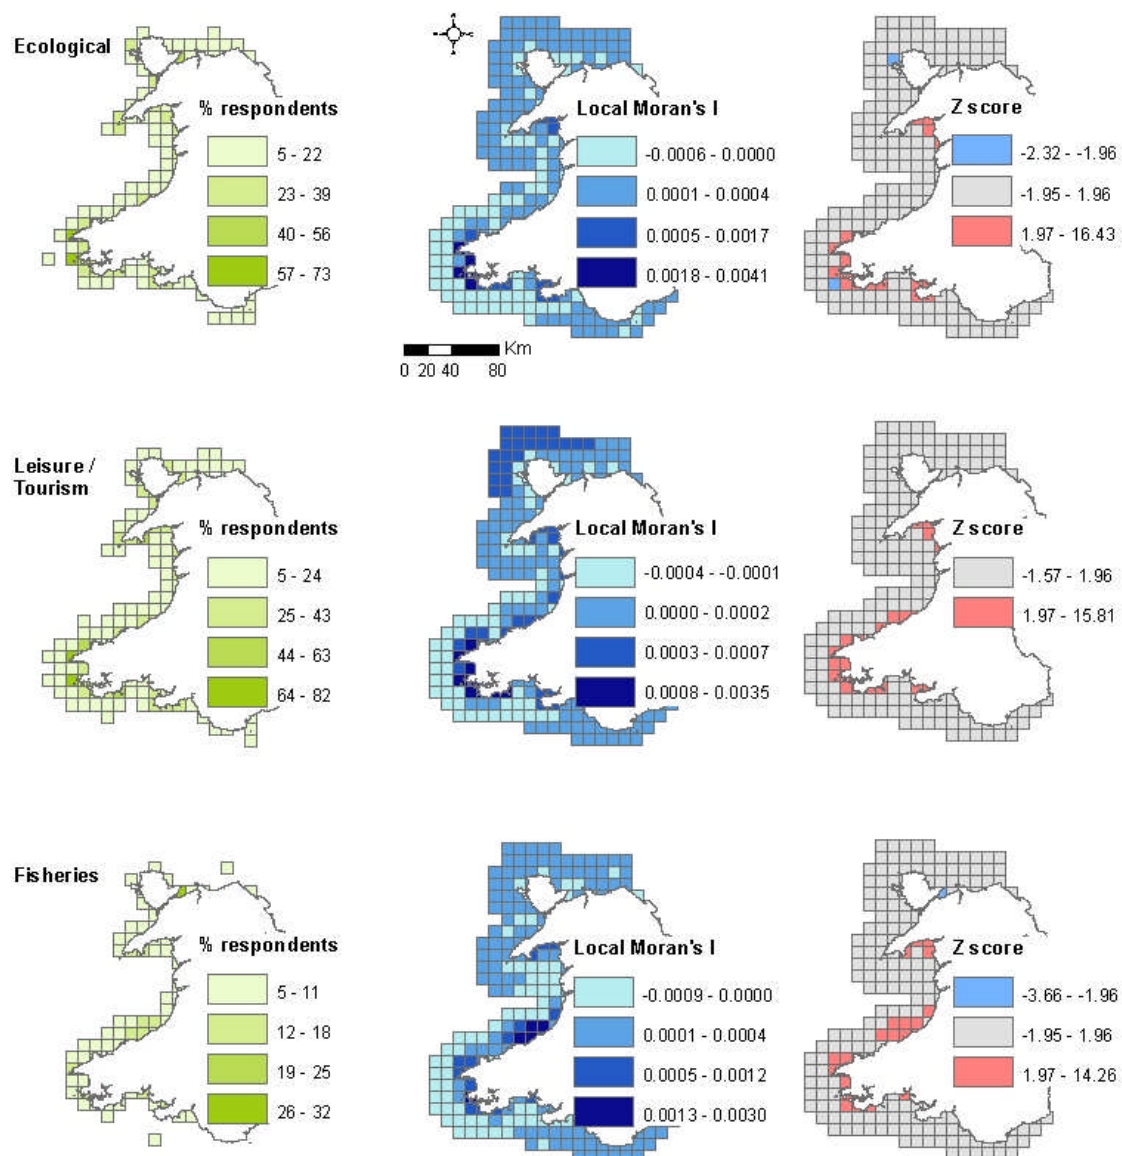 Ecological
% respondents
5 - 22
23 - 39
40 - 56
57 - 73
Local Moran's I
-0.0006 - 0.0000
0.0001 - 0.0004
0.0005 - 0.0017
0.0018 - 0.0041
Z score
-2.32 - -1.96
-1.95 - 1.96
1.97 - 16.43
Km
0 20 40 80
Leisure /
Tourism
% respondents
5 - 24
25 - 43
44 - 63
64 - 82
Local Moran's I
-0.0004 - -0.0001
0.0000 - 0.0002
0.0003 - 0.0007
0.0008 - 0.0035
Z score
-1.57 - 1.96
1.97 - 15.81
Fisheries
% respondents
5 - 11
12 - 18
19 - 25
26 - 32
Local Moran's I
-0.0009 - 0.0000
0.0001 - 0.0004
0.0005 - 0.0012
0.0013 - 0.0030
Z score
-3.66 - -1.96
-1.95 - 1.96
1.97 - 14.26